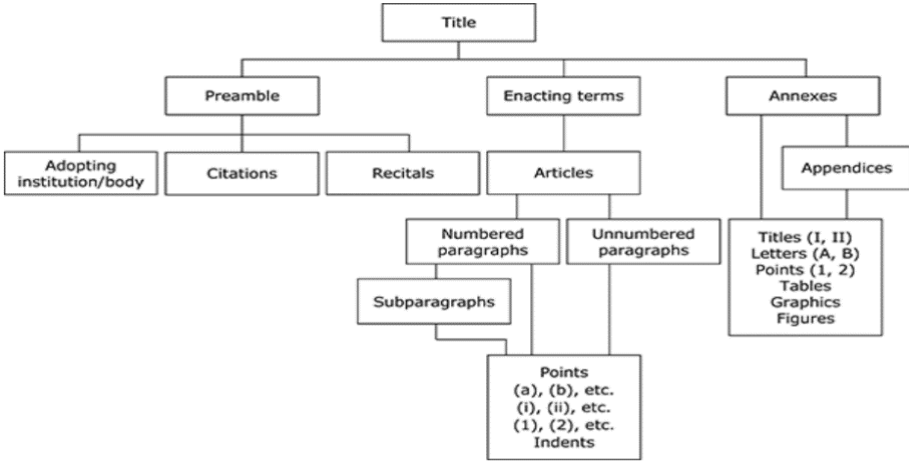 Title
Preamble
Enacting terms
Annexes
Adopting
institution/body
Citations
Recitals
Articles
Appendices
Numbered
paragraphs
Unnumbered
paragraphs
Titles (I, II)
Letters (A, B)
Points (1, 2)
Tables
Graphics
Figures
Subparagraphs
Points
(a), (b), etc.
(i), (ii), etc.
(1), (2), etc.
Indents